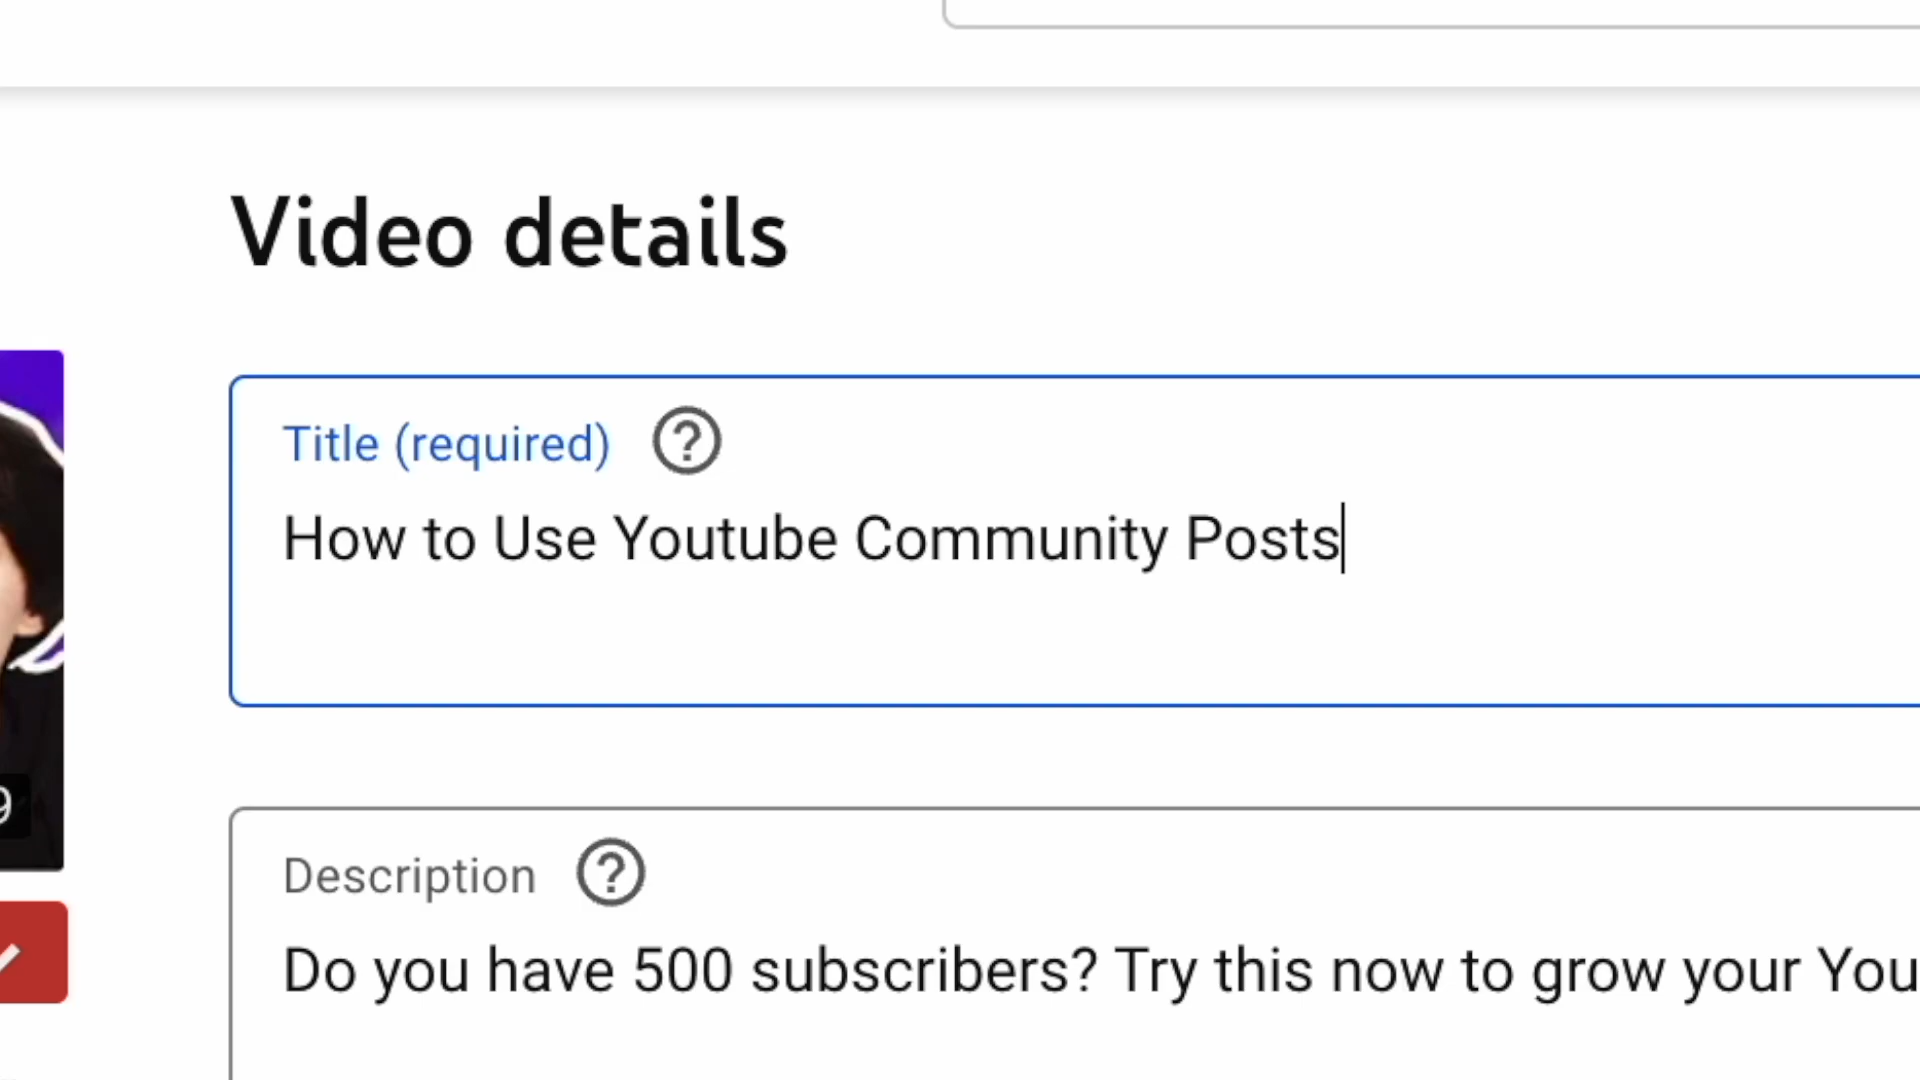 Video details
Title (required)
How to Use Youtube Community Posts
9
Description
Do you have 500 subscribers? Try this now to grow your You